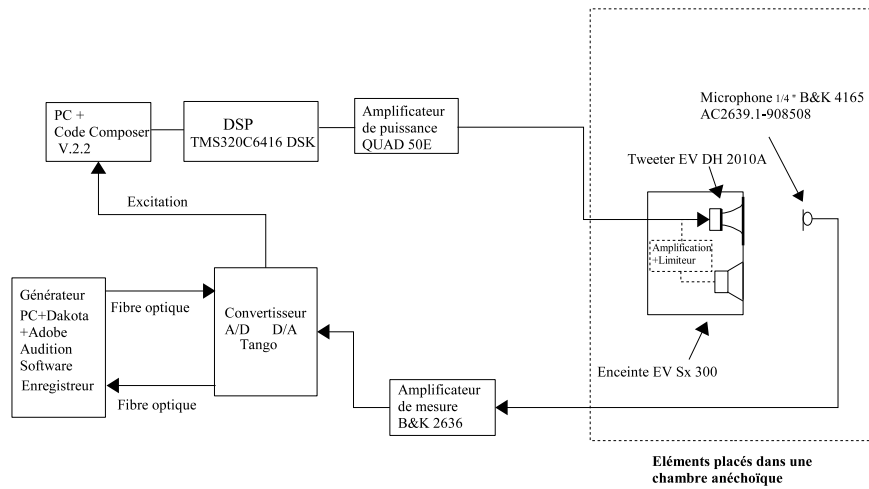 PC +
Code Composer
V.2.2
DSP
TMS320C6416 DSK
Amplificateur
de puissance
QUAD 50E
Microphone 1/4 " B&K 4165
AC2639.1-908508
Tweeter EV DH 2010A
Amplification
+Limiteur
Enceinte EV Sx 300
Excitation
Générateur
PC+Dakota
+Adobe
Audition
Software
Enregistreur
Fibre optique
Fibre optique
Convertisseur
A/D D/A
Tango
Amplificateur
de mesure
B&K 2636
Eléments placés dans une
chambre anéchoïque